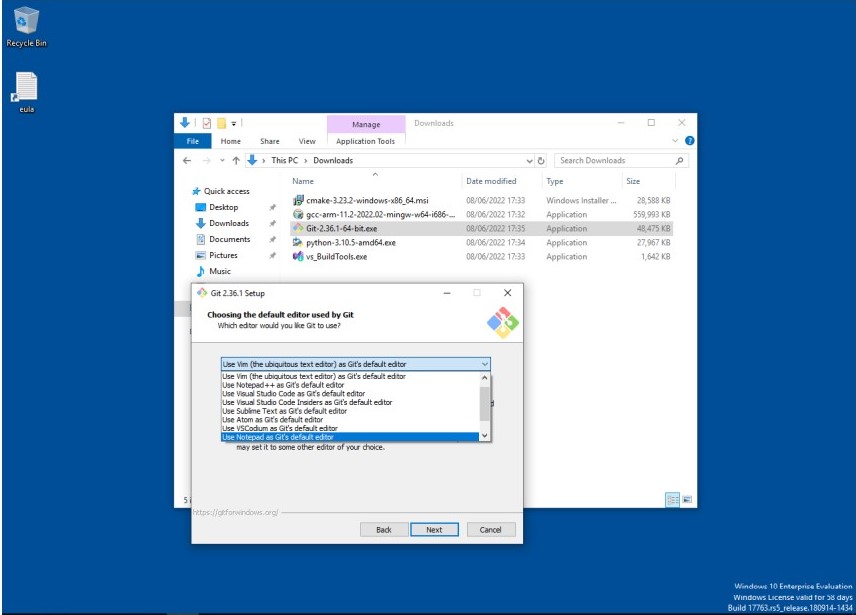 Recycle Bin
eula
Manage
Downloads
File
Home
Share
View
Application Tools
This PC > Downloads
Search Downloads
Name
Date modified
Type
Size
Quick access
Desktop
Downloads
Documents
Pictures
Music
cmake-3.23.2-windows-x86_64.msi 08/06/2022 17:33 Windows Installer ... 28,588 KB
gcc-arm-11.2-2022.02-mingw-w64-i686-... 08/06/2022 17:32 Application 559,993 KB
Git-2.36.1-64-bit.exe 08/06/2022 17:35 Application 48,475 KB
python-3.10.5-amd64.exe 08/06/2022 17:34 Application 27,967 KB
vs_BuildTools.exe 08/06/2022 17:33 Application 1,642 KB
5 i
Git 2.36.1 Setup
Choosing the default editor used by Git
Which editor would you like Git to use?
Use Vim (the ubiquitous text editor) as Git's default editor
Use Vim (the ubiquitous text editor) as Git's default editor
Use Notepad++ as Git's default editor
Use Visual Studio Code as Git's default editor
Use Visual Studio Code Insiders as Git's default editor
Use Sublime Text as Git's default editor
Use Atom as Git's default editor
Use VSCodium as Git's default editor
Use Notepad as Git's default editor
may set it to some other editor of your choice.
https://gitforwindows.org/
Back
Next
Cancel
Windows 10 Enterprise Evaluation
Windows License valid for 58 days
Build 17763.rs5_release.180914-1434